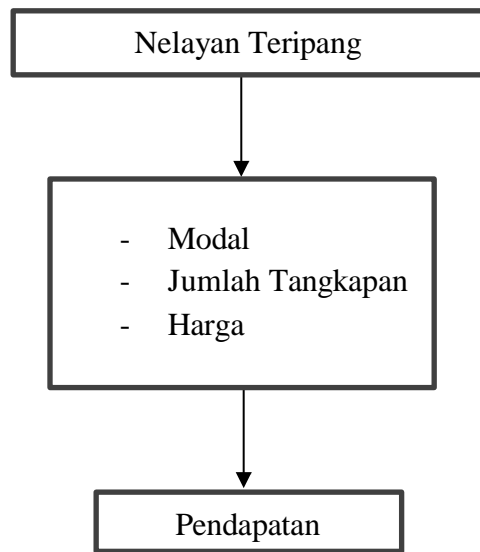 Nelayan Teripang
- Modal
- Jumlah Tangkapan
- Harga
Pendapatan